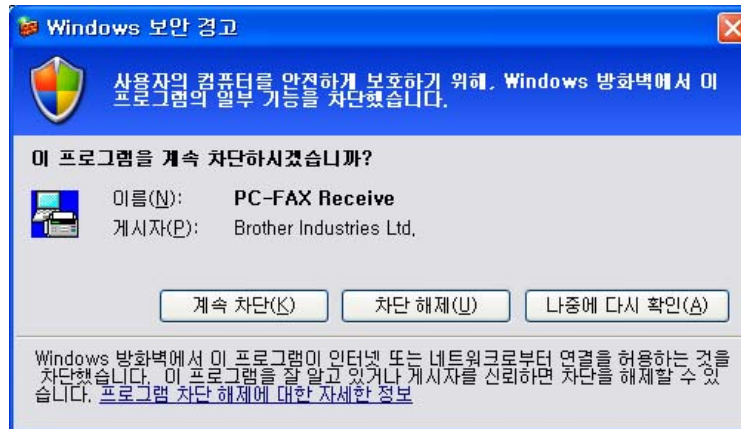 Windows 보안 경고
사용자의 컴퓨터를 안전하게 보호하기 위해, Windows 방화벽에서 이
프로그램의 일부 기능을 차단했습니다.
이 프로그램을 계속 차단하시겠습니까?
이름(N): PC-FAX Receive
게시자(P): Brother Industries Ltd,
계속 차단(K) 차단 해제(U) 나중에 다시 확인(A)
Windows 방화벽에서 이 프로그램이 인터넷 또는 네트워크로부터 연결을 허용하는 것을
차단했습니다. 이 프로그램을 잘 알고 있거나 게시자를 신뢰하면 차단을 해제할 수 있
습니다. 프로그램 차단 해제에 대한 자세한 정보